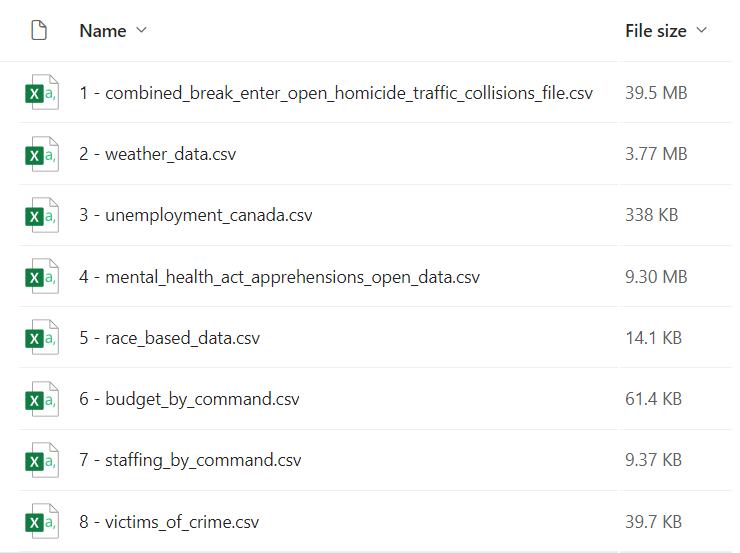 Name File size
1 - combined_break_enter_open_homicide_traffic_collisions_file.csv 39.5 MB
2 - weather_data.csv 3.77 MB
3 - unemployment_canada.csv 338 KB
4 - mental_health_act_apprehensions_open_data.csv 9.30 MB
5 - race_based_data.csv 14.1 KB
6 - budget_by_command.csv 61.4 KB
7 - staffing_by_command.csv 9.37 KB
8 - victims_of_crime.csv 39.7 KB